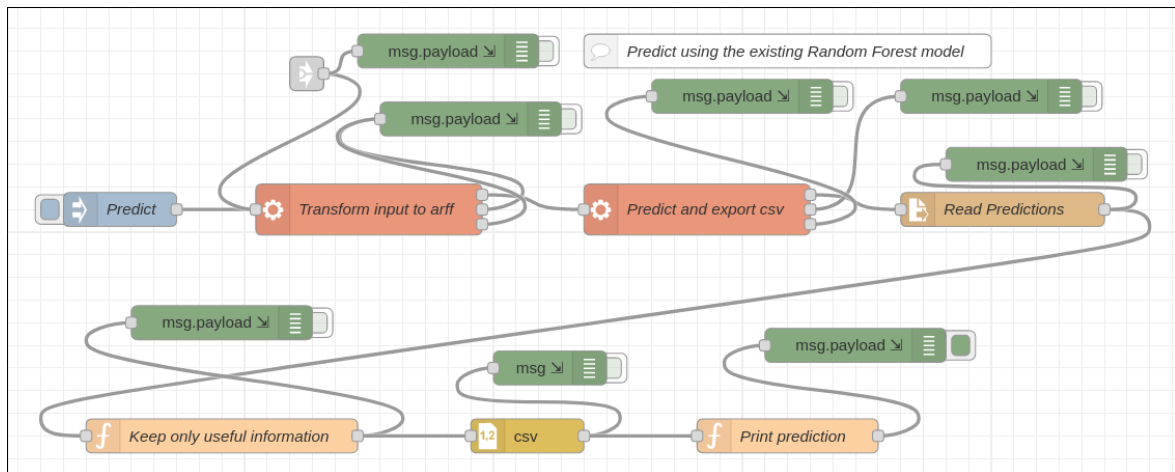 msg.payload ⇲
Predict using the existing Random Forest model
msg.payload ⇲
msg.payload ⇲
msg.payload ⇲
msg.payload ⇲
Predict
Transform input to arff
Predict and export csv
Read Predictions
msg.payload ⇲
msg.payload ⇲
msg ⇲
Keep only useful information
1,2
csv
Print prediction